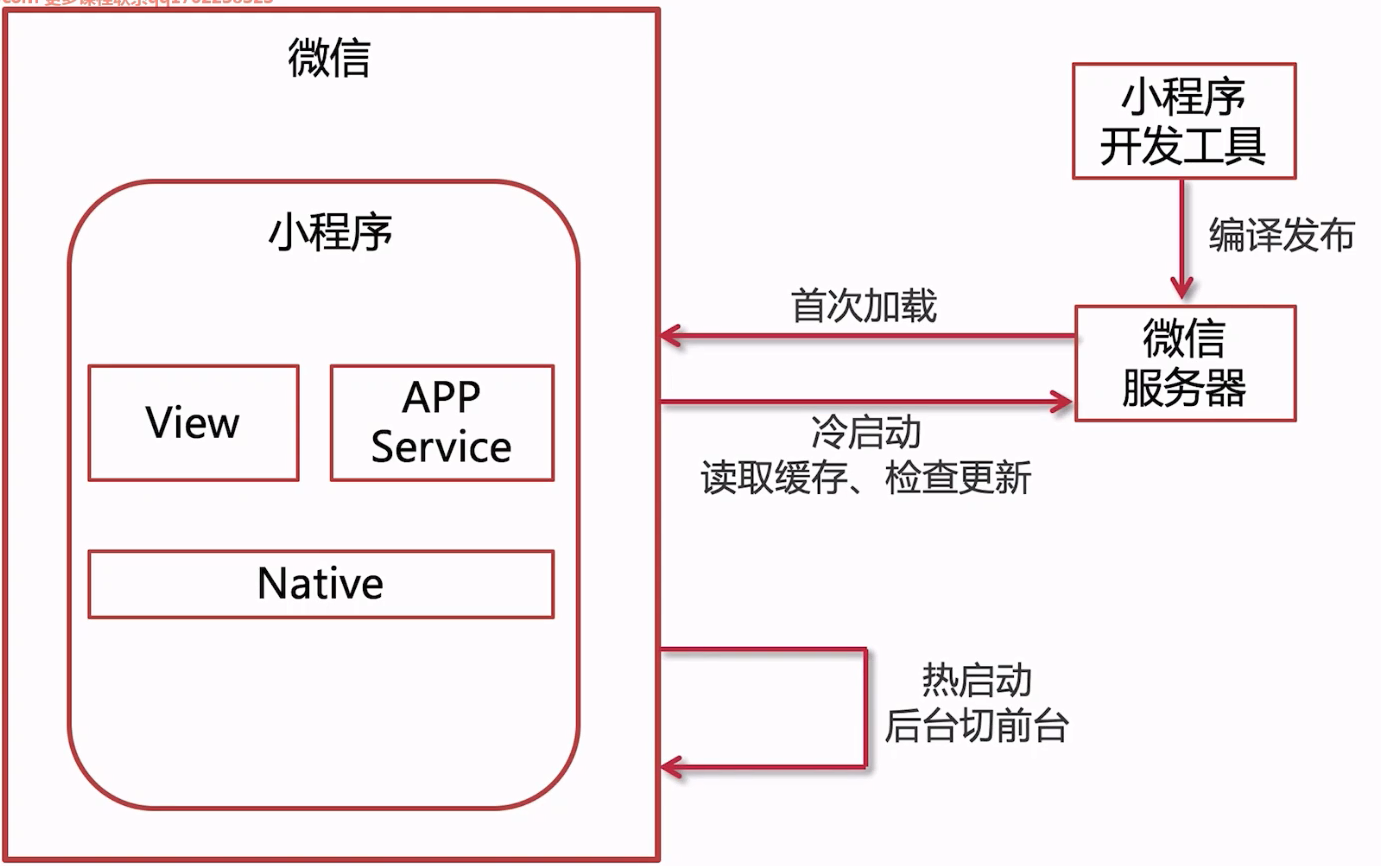 微信
小程序
View
APP
Service
Native
小程序
开发工具
编译发布
首次加载
微信
服务器
冷启动
读取缓存、检查更新
热启动
后台切前台